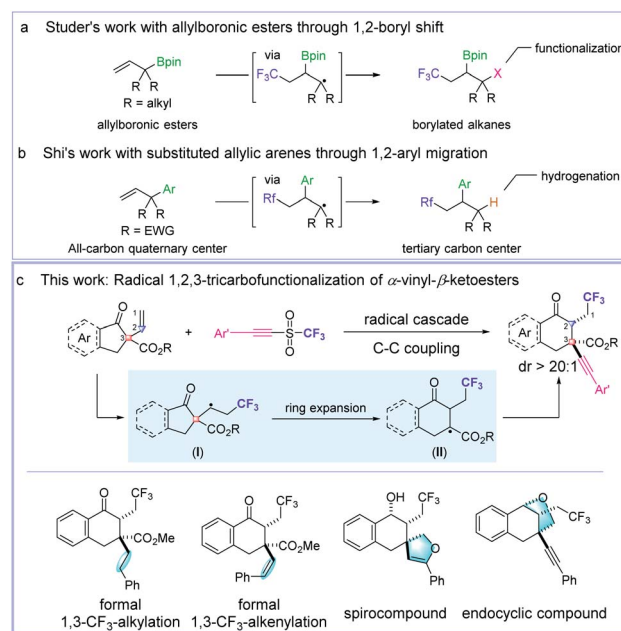 a Studer's work with allylboronic esters through 1,2-boryl shift
Bpin
R R
R = alkyl
allylboronic esters
via
F3C
Bpin
R R
functionalization
F3C
Bpin
X
R R
borylated alkanes
b Shi's work with substituted allylic arenes through 1,2-aryl migration
Ar
R R
R = EWG
All-carbon quaternary center
via
Rf
Ar
R R
hydrogenation
Rf
Ar
H
R R
tertiary carbon center
c This work: Radical 1,2,3-tricarbofunctionalization of α-vinyl-β-ketoesters
O
1
2
3
Ar
CO2R
+
Ar'
O
S
O
CF3
radical cascade
C-C coupling
O
CF3
1
2
3
Ar
CO2R
dr > 20:1
Ar'
O
CF3
CO2R
(I)
ring expansion
O
CF3
CO2R
(II)
O
CF3
CO2Me
Ph
formal
1,3-CF3-alkylation
O
CF3
CO2Me
Ph
formal
1,3-CF3-alkenylation
OH
CF3
O
Ph
spirocompound
O
CF3
Ph
endocyclic compound